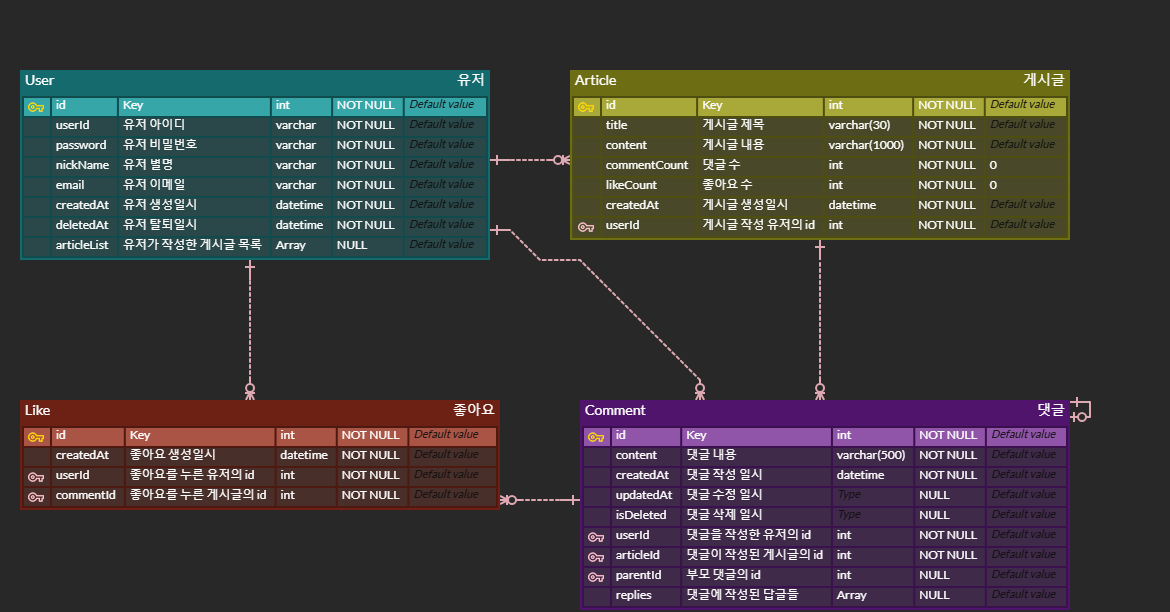 User 유저
id Key int NOT NULL Default value
userId 유저 아이디 varchar NOT NULL Default value
password 유저 비밀번호 varchar NOT NULL Default value
nickName 유저 별명 varchar NOT NULL Default value
email 유저 이메일 varchar NOT NULL Default value
createdAt 유저 생성일시 datetime NOT NULL Default value
deletedAt 유저 탈퇴일시 datetime NOT NULL Default value
articleList 유저가 작성한 게시글 목록 Array NULL Default value
Article 게시글
id Key int NOT NULL Default value
title 게시글 제목 varchar(30) NOT NULL Default value
content 게시글 내용 varchar(1000) NOT NULL Default value
commentCount 댓글 수 int NOT NULL 0
likeCount 좋아요 수 int NOT NULL 0
createdAt 게시글 생성일시 datetime NOT NULL Default value
userId 게시글 작성 유저의 id int NOT NULL Default value
Like 좋아요
id Key int NOT NULL Default value
createdAt 좋아요 생성일시 datetime NOT NULL Default value
userId 좋아요를 누른 유저의 id int NOT NULL Default value
commentId 좋아요를 누른 게시글의 id int NOT NULL Default value
Comment 댓글
id Key int NOT NULL Default value
content 댓글 내용 varchar(500) NOT NULL Default value
createdAt 댓글 작성 일시 datetime NOT NULL Default value
updatedAt 댓글 수정 일시 Type NULL Default value
isDeleted 댓글 삭제 일시 Type NULL Default value
userId 댓글을 작성한 유저의 id int NOT NULL Default value
articleId 댓글이 작성된 게시글의 id int NOT NULL Default value
parentId 부모 댓글의 id int NULL Default value
replies 댓글에 작성된 답글들 Array NULL Default value